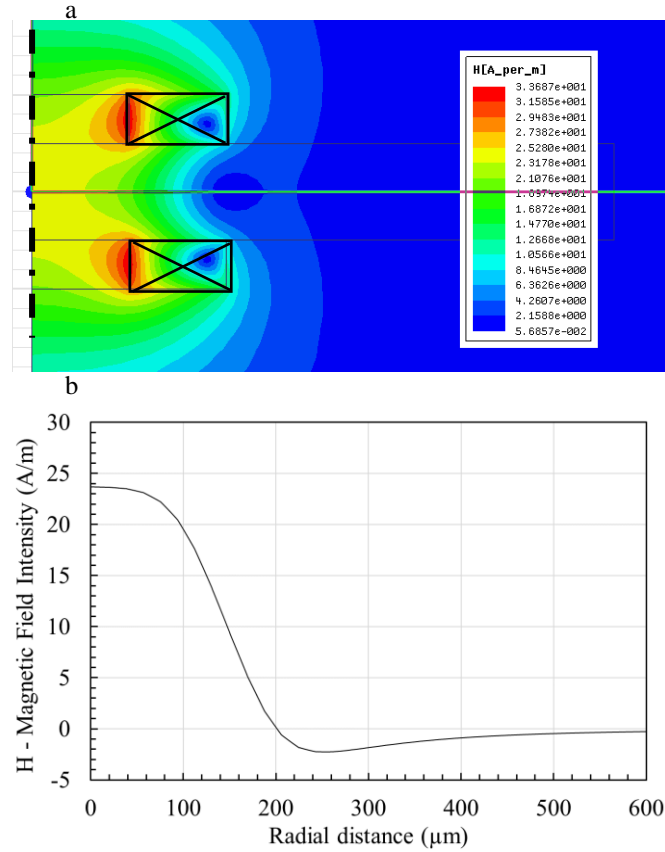 a
H[A_per_m]
3.3687e+001
3.1585e+001
2.9483e+001
2.7382e+001
2.5280e+001
2.3178e+001
2.1076e+001
1.6872e+001
1.4770e+001
1.2668e+001
1.0566e+001
8.4645e+000
6.3626e+000
4.2607e+000
2.1588e+000
5.6857e-002
b
H - Magnetic Field Intensity (A/m)
30
25
20
15
10
5
0
-5
0 100 200 300 400 500 600
Radial distance (µm)